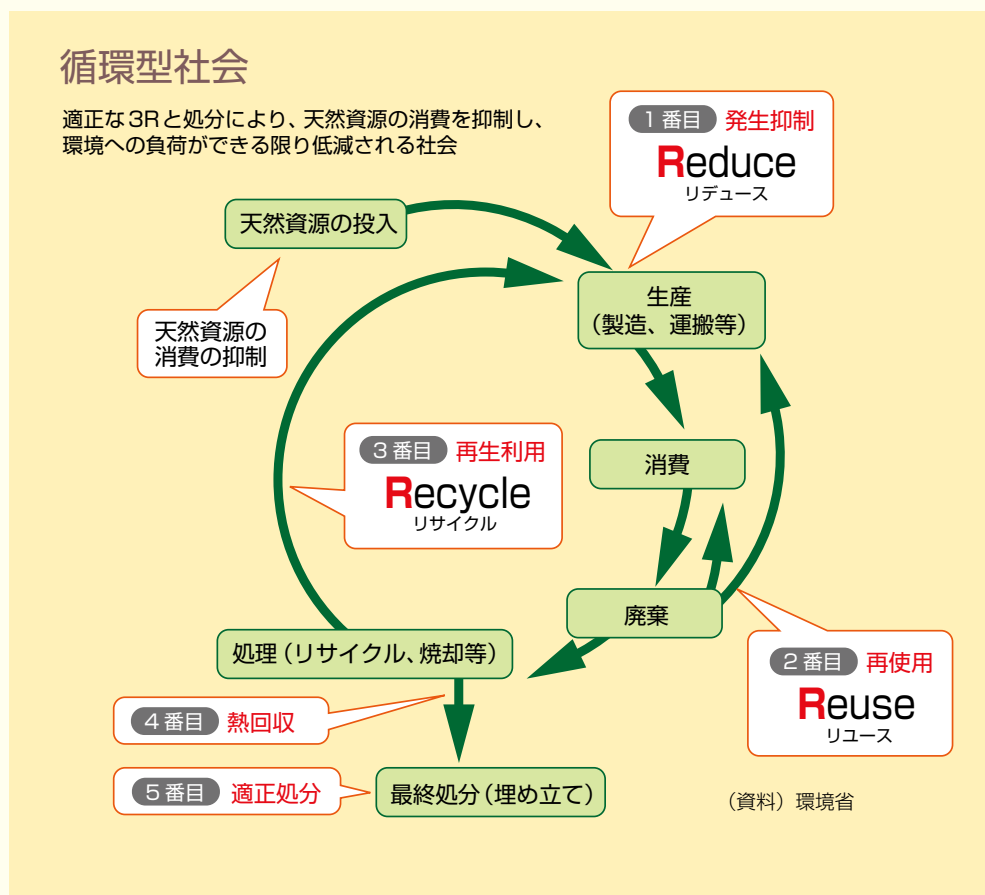 循環型社会
適正な3Rと処分により、天然資源の消費を抑制し、
環境への負荷ができる限り低減される社会
1番目 発生抑制
Reduce
リデュース
天然資源の投入
生産
（製造、運搬等）
天然資源の
消費の抑制
3番目 再生利用
Recycle
リサイクル
消費
廃棄
処理（リサイクル、焼却等）
2番目 再使用
Reuse
リユース
4番目 熱回収
5番目 適正処分
最終処分（埋め立て）
（資料）環境省